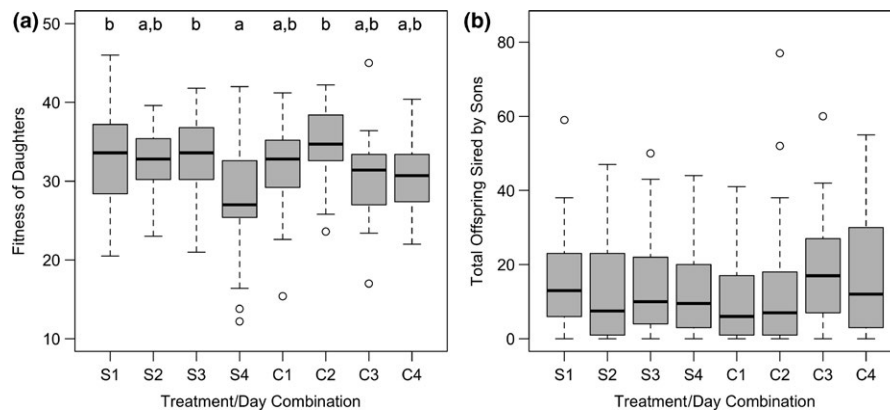 (a)
b a,b b a a,b b a,b a,b
Fitness of Daughters
50
40
30
20
10
S1 S2 S3 S4 C1 C2 C3 C4
Treatment/Day Combination
(b)
Total Offspring Sired by Sons
80
60
40
20
0
S1 S2 S3 S4 C1 C2 C3 C4
Treatment/Day Combination